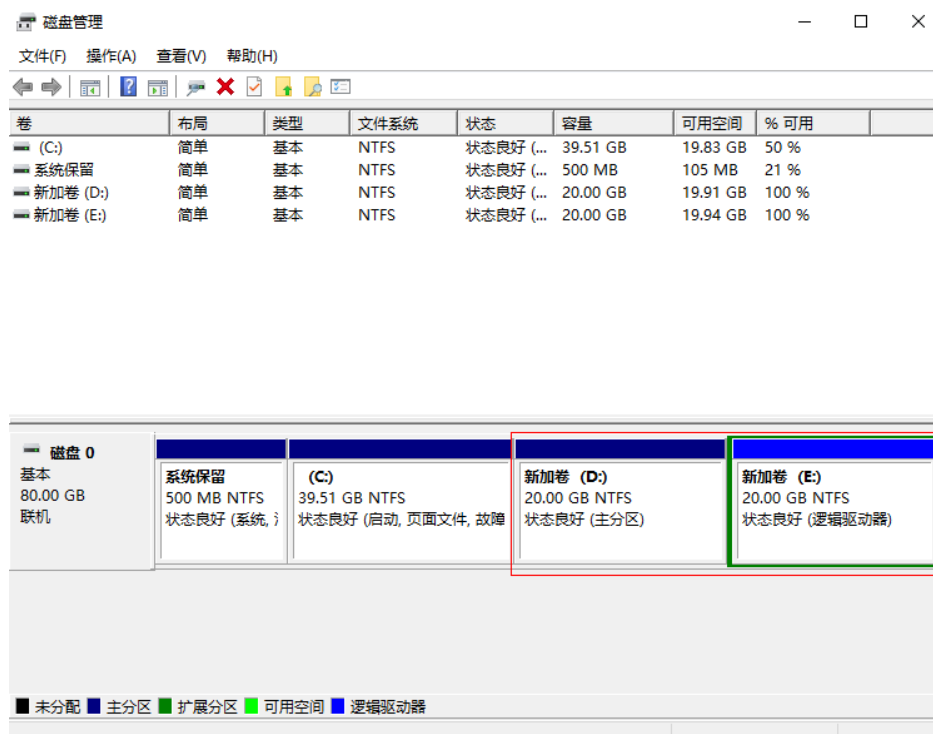 磁盘管理
文件(F) 操作(A) 查看(V) 帮助(H)
卷 布局 类型 文件系统 状态 容量 可用空间 % 可用
(C:) 简单 基本 NTFS 状态良好 (... 39.51 GB 19.83 GB 50 %
系统保留 简单 基本 NTFS 状态良好 (... 500 MB 105 MB 21 %
新加卷 (D:) 简单 基本 NTFS 状态良好 (... 20.00 GB 19.91 GB 100 %
新加卷 (E:) 简单 基本 NTFS 状态良好 (... 20.00 GB 19.94 GB 100 %
磁盘 0
基本
80.00 GB
联机
系统保留
500 MB NTFS
状态良好 (系统,
(C:)
39.51 GB NTFS
状态良好 (启动, 页面文件, 故障
新加卷 (D:)
20.00 GB NTFS
状态良好 (主分区)
新加卷 (E:)
20.00 GB NTFS
状态良好 (逻辑驱动器)
未分配 主分区 扩展分区 可用空间 逻辑驱动器